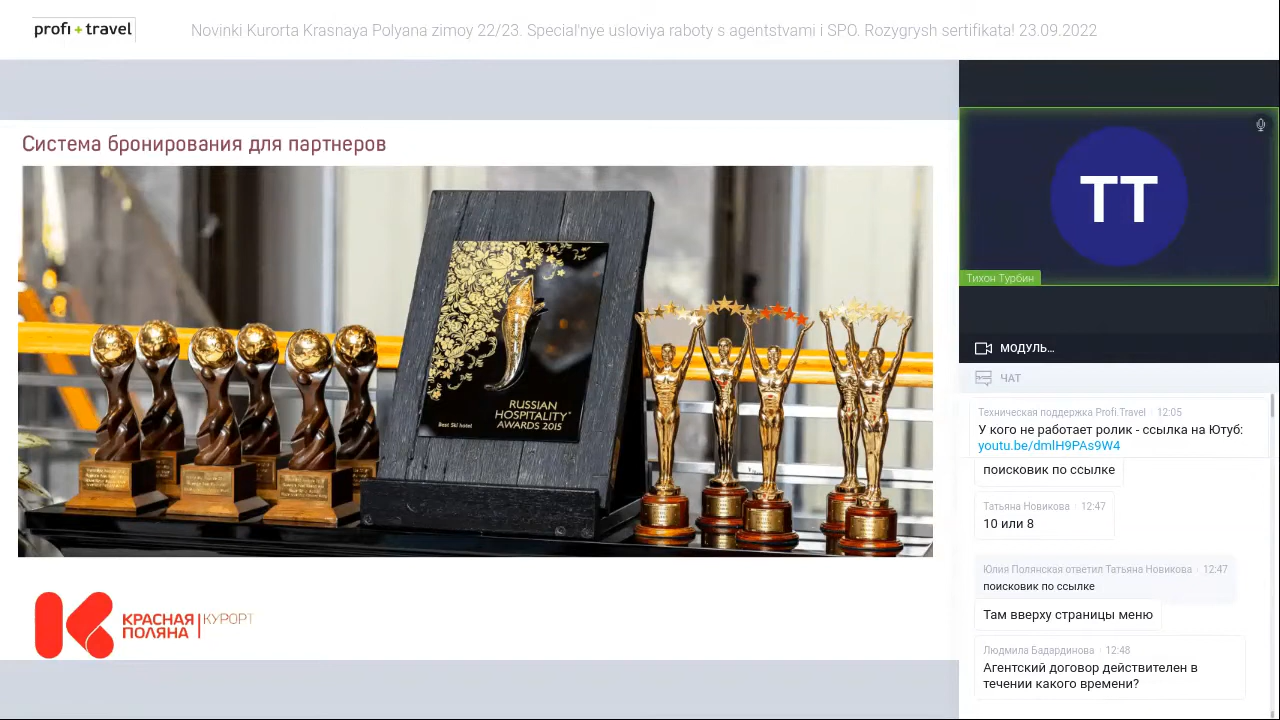 profi + travel
Novinki Kurorta Krasnaya Polyana zimoy 22/23. Special'nye usloviya raboty s agentstvami i SPO. Rozygrysh sertifikata! 23.09.2022
Система бронирования для партнеров
RUSSIAN
HOSPITALITY
AWARDS 2015
Best Ski hotel
КРАСНАЯ
ПОЛЯНА
КУРОРТ
ТТ
Тихон Турбин
МОДУЛЬ…
ЧАТ
Техническая поддержка Profi.Travel 12:05
У кого не работает ролик - ссылка на Ютуб:
youtu.be/dmlH9PAs9W4
поисковик по ссылке
Татьяна Новикова 12:47
10 или 8
Юлия Полянская ответил Татьяна Новикова 12:47
поисковик по ссылке
Там вверху страницы меню
Людмила Бадардинова 12:48
Агентский договор действителен в
течении какого времени?